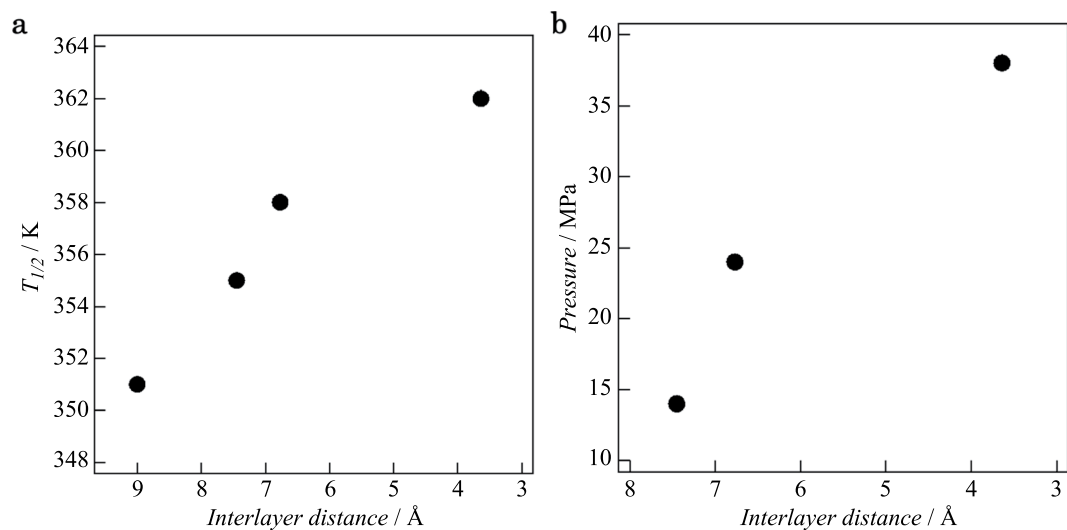 a
364
362
360
358
356
354
352
350
348
T1/2 / K
9 8 7 6 5 4 3
Interlayer distance / Å
b
40
35
30
25
20
15
10
Pressure / MPa
8 7 6 5 4 3
Interlayer distance / Å